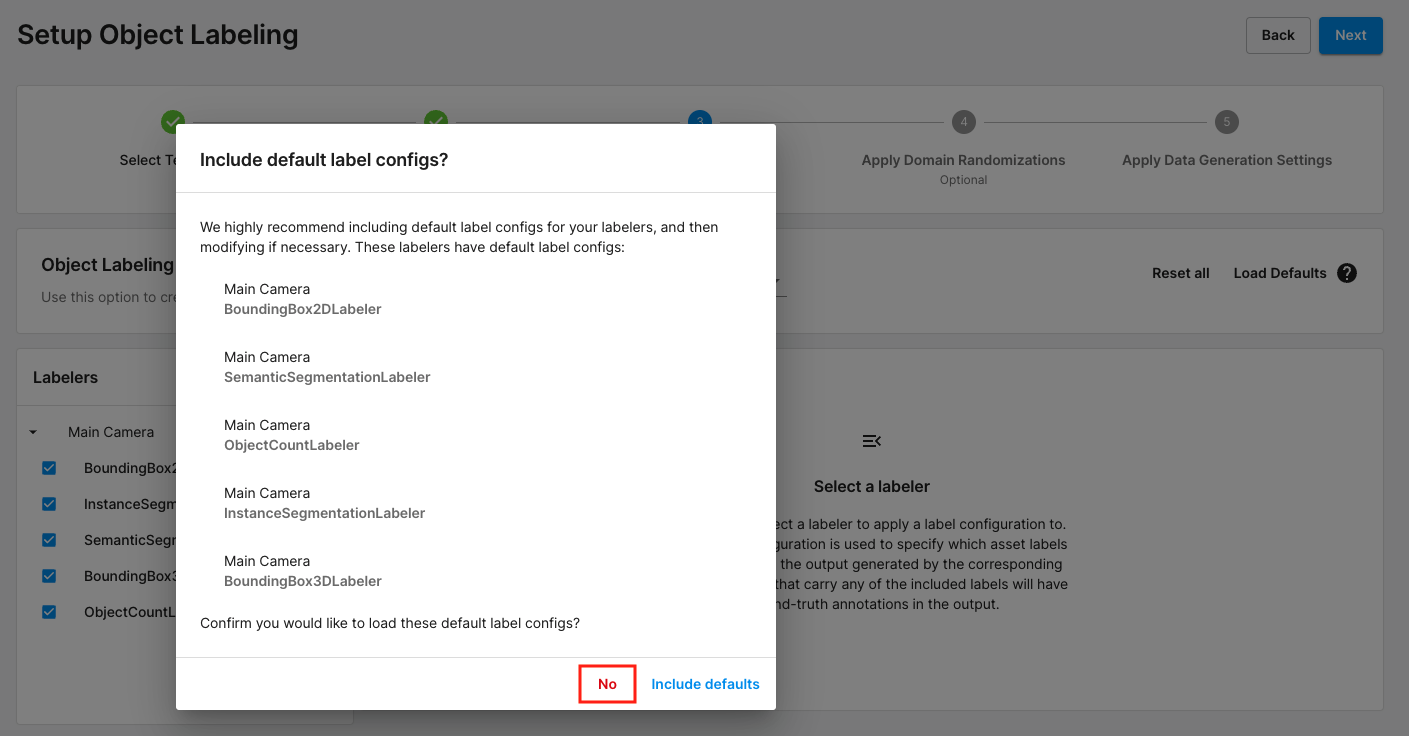 Setup Object Labeling
Back
Next
3
4
5
Select
Apply Domain Randomizations
Apply Data Generation Settings
Optional
Include default label configs?
We highly recommend including default label configs for your labelers, and then
modifying if necessary. These labelers have default label configs:
Main Camera
BoundingBox2DLabeler
Main Camera
SemanticSegmentationLabeler
Main Camera
ObjectCountLabeler
Main Camera
InstanceSegmentationLabeler
Main Camera
BoundingBox3DLabeler
Confirm you would like to load these default label configs?
No
Include defaults
Object Labeling
Use this option to
Reset all
Load Defaults
?
Labelers
Main Camera
BoundingBox2
InstanceSegm
SemanticSegr
BoundingBox3
ObjectCountL
Select a labeler
a labeler to apply a label configuration to.
is used to specify which asset labels
the output generated by the corresponding
that carry any of the included labels will have
annotations in the output.